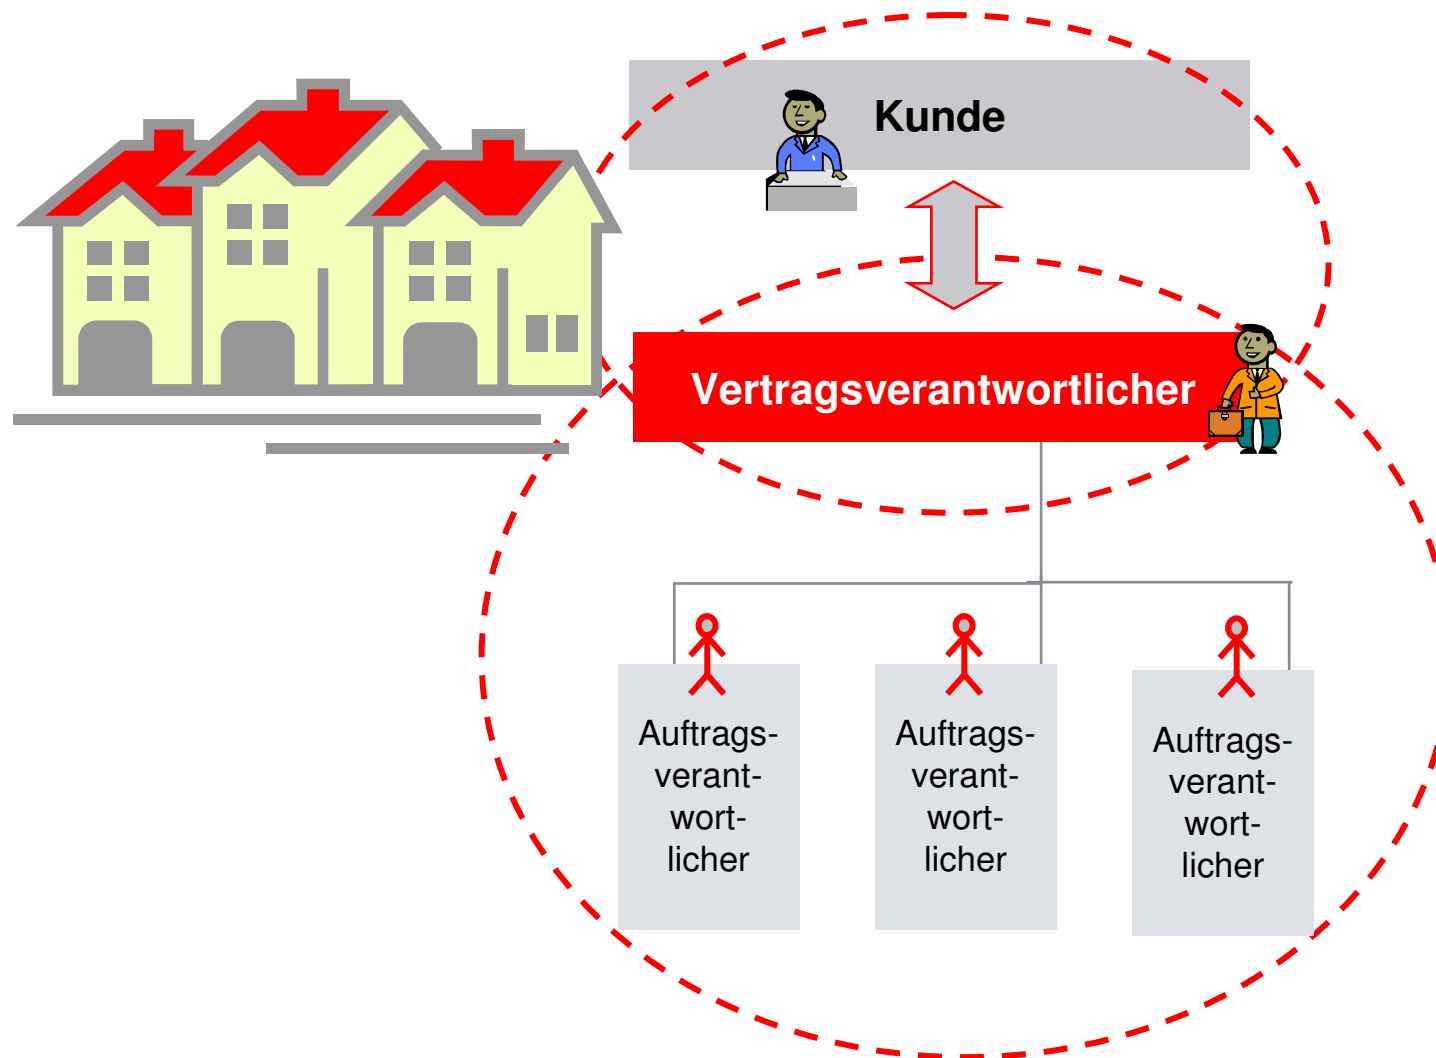 Kunde
Vertragsverantwortlicher
Auftrags-
verant-
wort-
licher
Auftrags-
verant-
wort-
licher
Auftrags-
verant-
wort-
licher